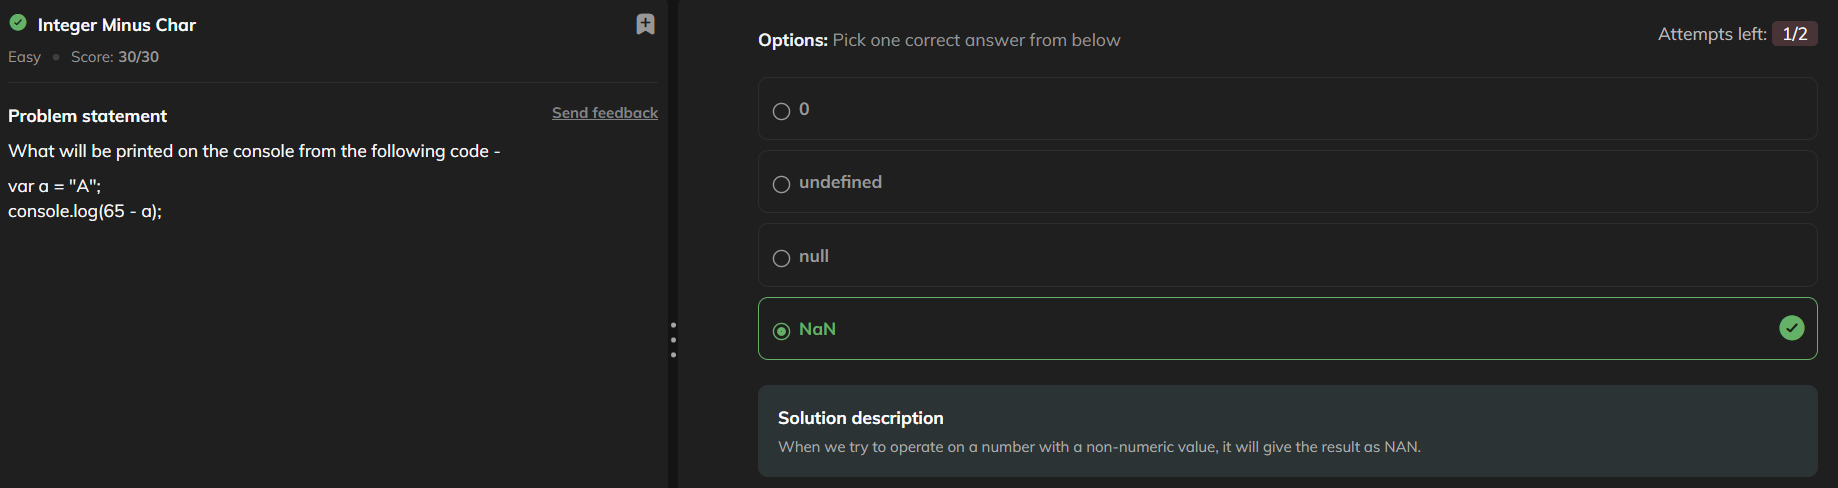 Integer Minus Char
Easy • Score: 30/30
Problem statement
Send feedback
What will be printed on the console from the following code -
var a = "A";
console.log(65 - a);
Options: Pick one correct answer from below
Attempts left: 1/2
0
undefined
null
NaN
Solution description
When we try to operate on a number with a non-numeric value, it will give the result as NAN.